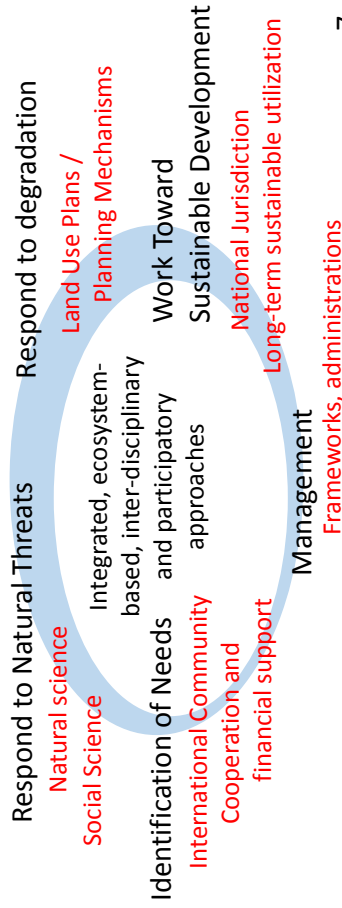 Respond to Natural Threats
Natural science
Social Science
Respond to degradation
Land Use Plans /
Planning Mechanisms
Integrated, ecosystem-
based, inter-disciplinary
and participatory
approaches
Identification of Needs
International Community
Cooperation and
financial support
Work Toward
Sustainable Development
National Jurisdiction
Long-term sustainable utilization
Management
Frameworks, administrations